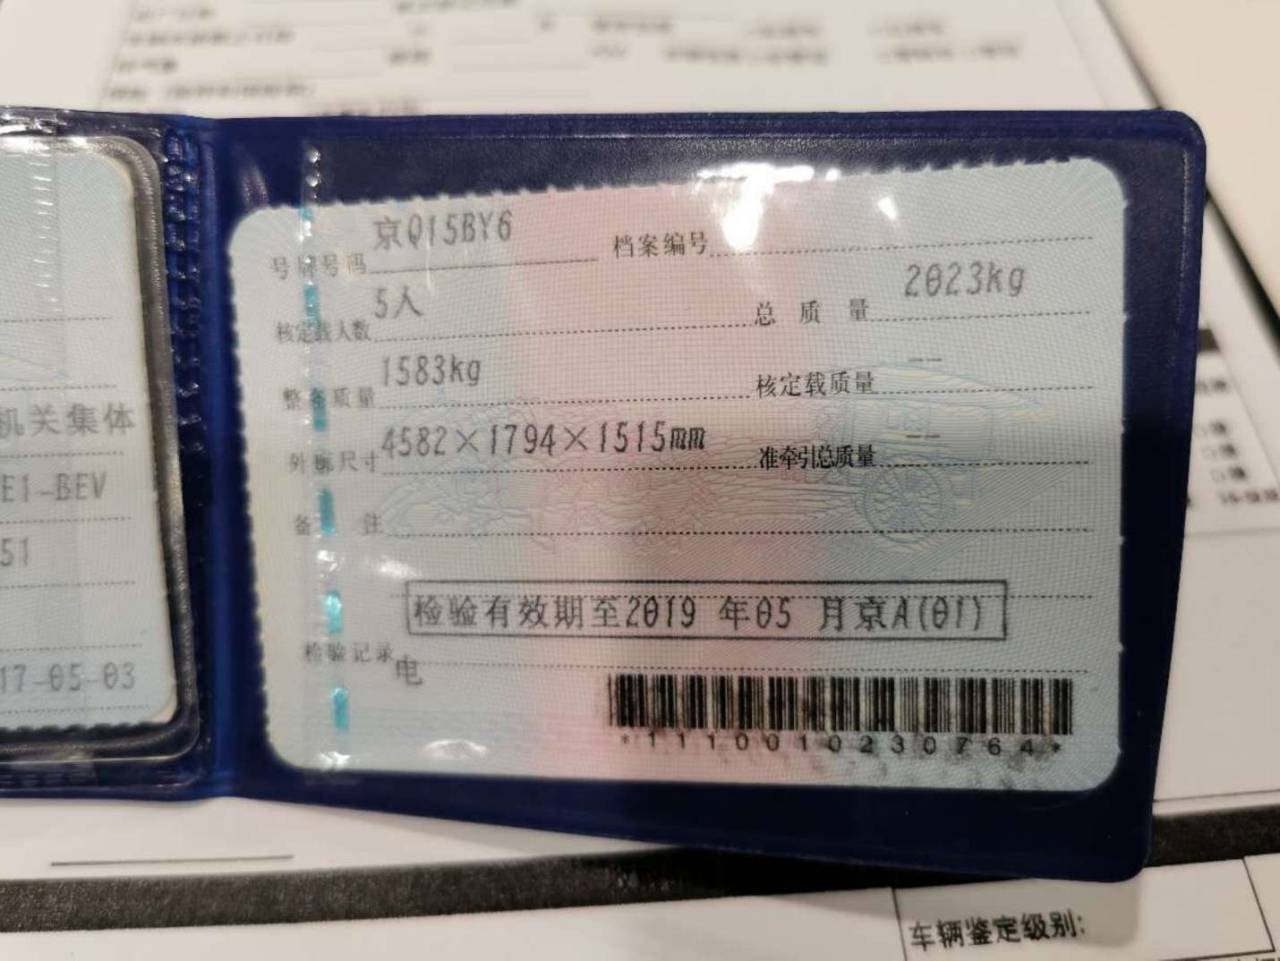 机关集体
E1-BEV
51
17-05-03
号牌号码 京Q15BY6 档案编号
核定载人数 5人 总质量 2023kg
整备质量 1583kg 核定载质量 --
外廓尺寸 4582×1794×1515mm 准牵引总质量 --
备注
检验有效期至2019 年05 月京A(01)
检验记录 电
*1110010230764*
车辆鉴定级别: